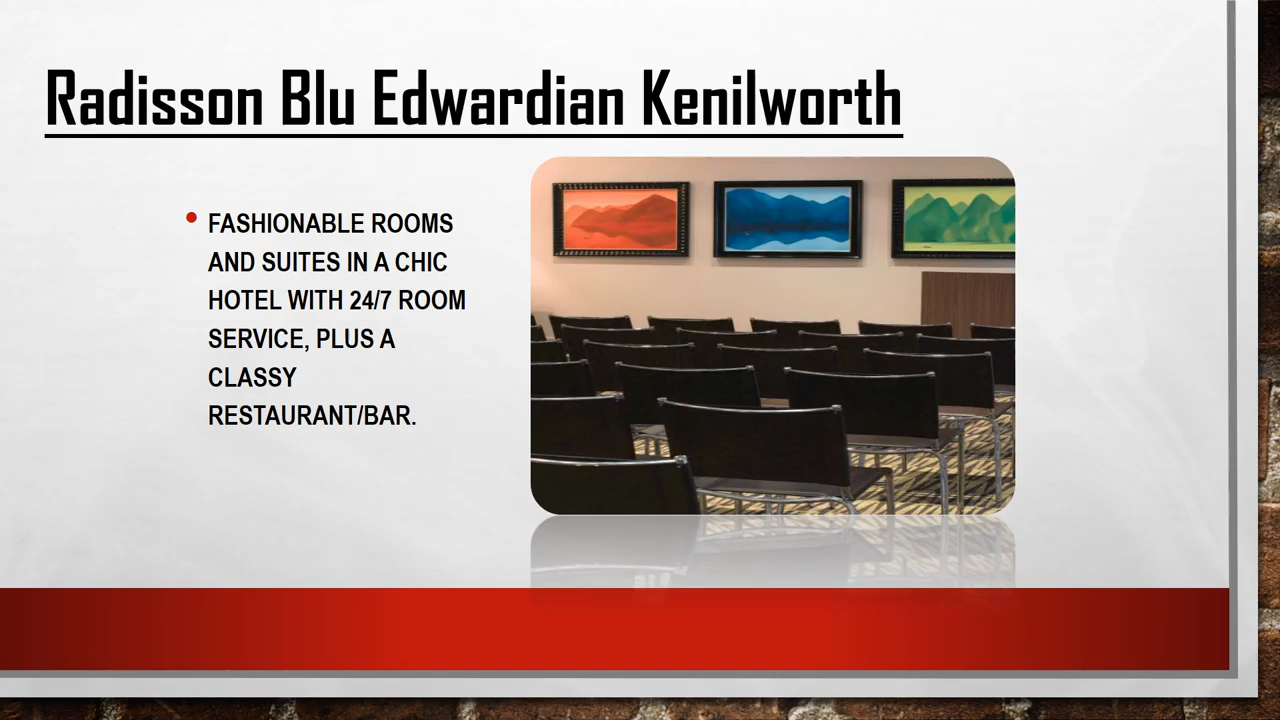 Radisson Blu Edwardian Kenilworth
FASHIONABLE ROOMS
AND SUITES IN A CHIC
HOTEL WITH 24/7 ROOM
SERVICE, PLUS A
CLASSY
RESTAURANT/BAR.